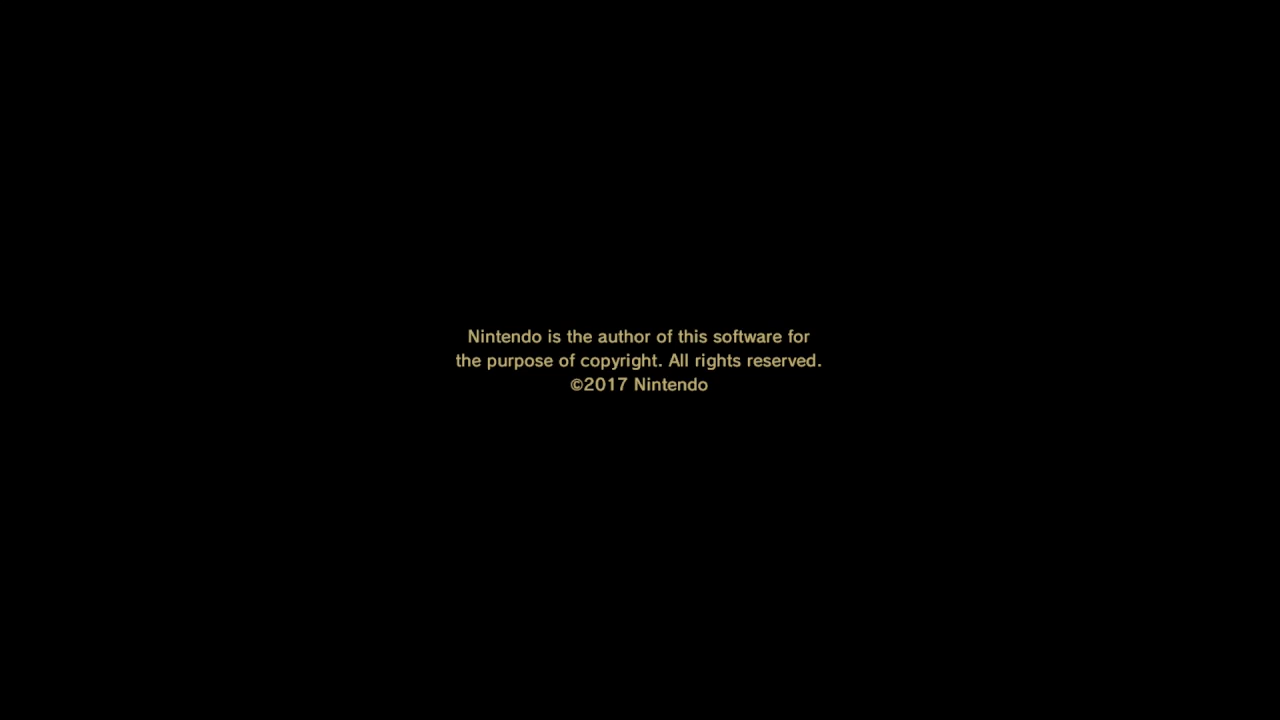 Nintendo is the author of this software for
the purpose of copyright. All rights reserved.
©2017 Nintendo